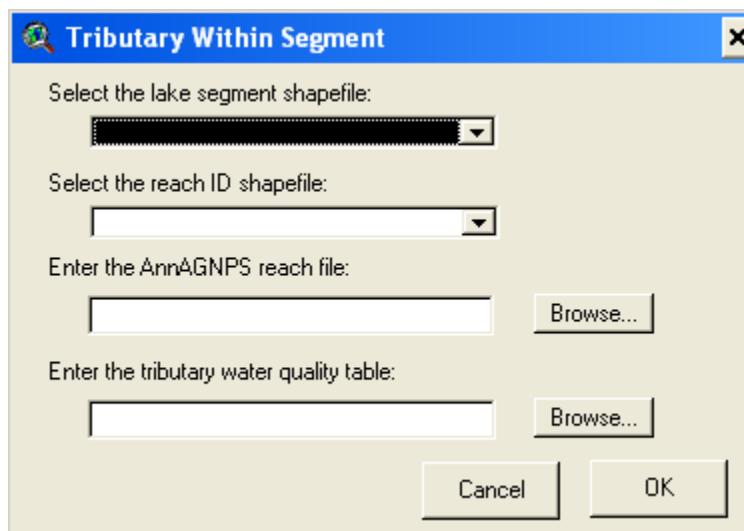 Tributary Within Segment
Select the lake segment shapefile:
Select the reach ID shapefile:
Enter the AnnAGNPS reach file:
Browse...
Enter the tributary water quality table:
Browse...
Cancel OK